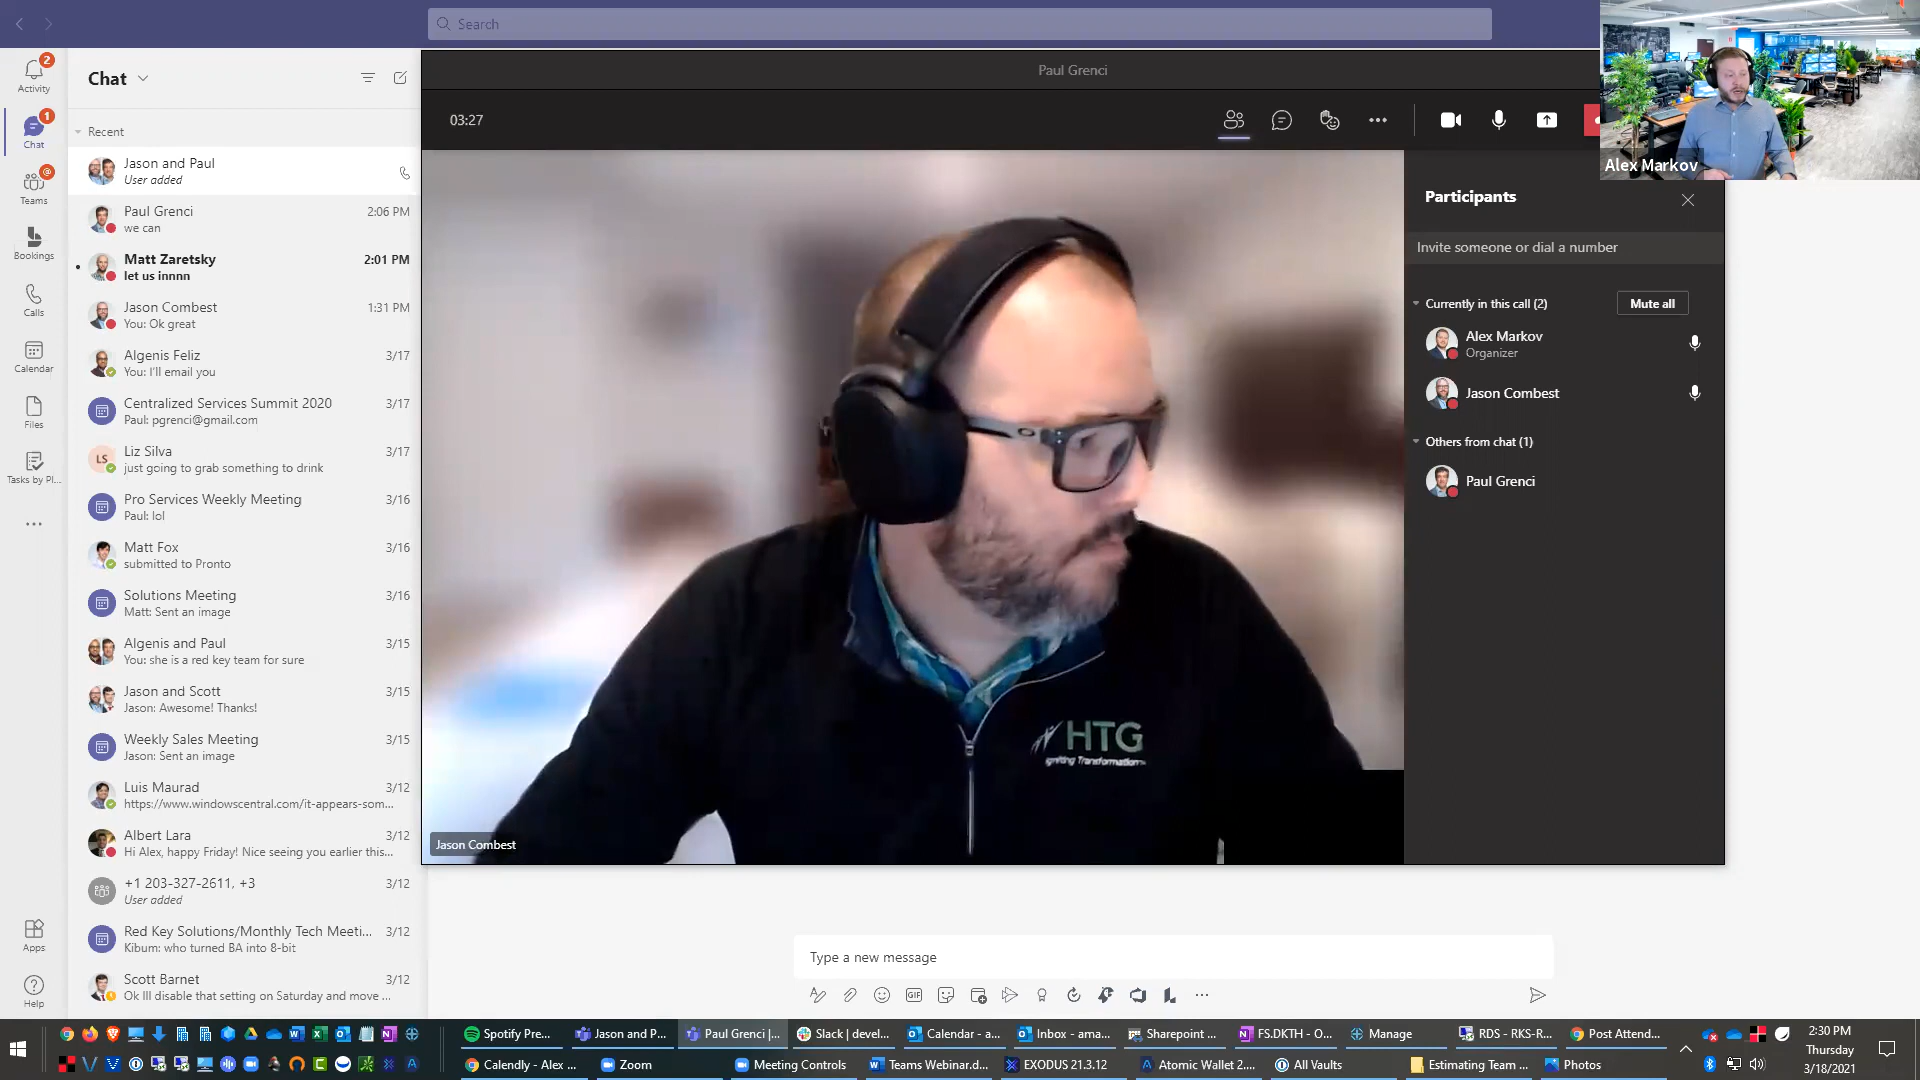 Search
2
Activity
1
Chat
@
Teams
Bookings
Calls
Calendar
Files
Tasks by Pl...
Apps
Help
Chat
Recent
Jason and Paul
User added
Paul Grenci 2:06 PM
we can
Matt Zaretsky 2:01 PM
let us innnn
Jason Combest 1:31 PM
You: Ok great
Algenis Feliz 3/17
You: I'll email you
Centralized Services Summit 2020 3/17
Paul: pgrenci@gmail.com
LS
Liz Silva 3/17
just going to grab something to drink
Pro Services Weekly Meeting 3/16
Paul: lol
Matt Fox 3/16
submitted to Pronto
Solutions Meeting 3/16
Matt: Sent an image
Algenis and Paul 3/15
You: she is a red key team for sure
Jason and Scott 3/15
Jason: Awesome! Thanks!
Weekly Sales Meeting 3/15
Jason: Sent an image
Luis Maurad 3/12
https://www.windowscentral.com/it-appears-som...
Albert Lara 3/12
Hi Alex, happy Friday! Nice seeing you earlier this...
+1 203-327-2611, +3 3/12
User added
Red Key Solutions/Monthly Tech Meeti... 3/12
Kibum: who turned BA into 8-bit
Scott Barnet 3/12
Ok Ill disable that setting on Saturday and move ...
Paul Grenci
03:27
HTG
Igniting Transformation
Jason Combest
Alex Markov
Participants
Invite someone or dial a number
Currently in this call (2) Mute all
Alex Markov
Organizer
Jason Combest
Others from chat (1)
Paul Grenci
Type a new message
GIF
Spotify Pre...
Jason and P...
Paul Grenci |...
Slack | devel...
Calendar - a...
Inbox - ama...
Sharepoint ...
FS.DKTH - O...
Manage
RDS - RKS-R...
Post Attend...
Calendly - Alex ...
Zoom
Meeting Controls
Teams Webinar.d...
EXODUS 21.3.12
Atomic Wallet 2....
All Vaults
Estimating Team ...
Photos
2:30 PM
Thursday
3/18/2021